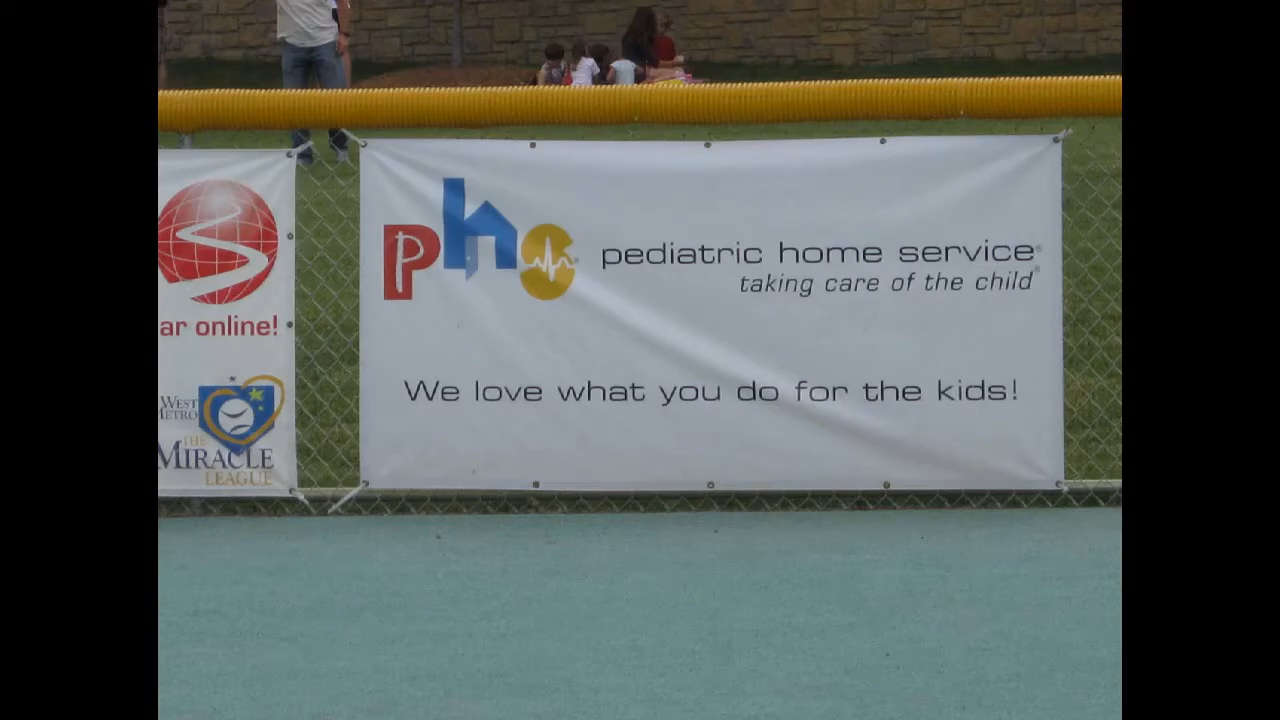 ar online!
WEST
METRO
THE
MIRACLE
LEAGUE
phs
pediatric home service®
taking care of the child®
We love what you do for the kids!